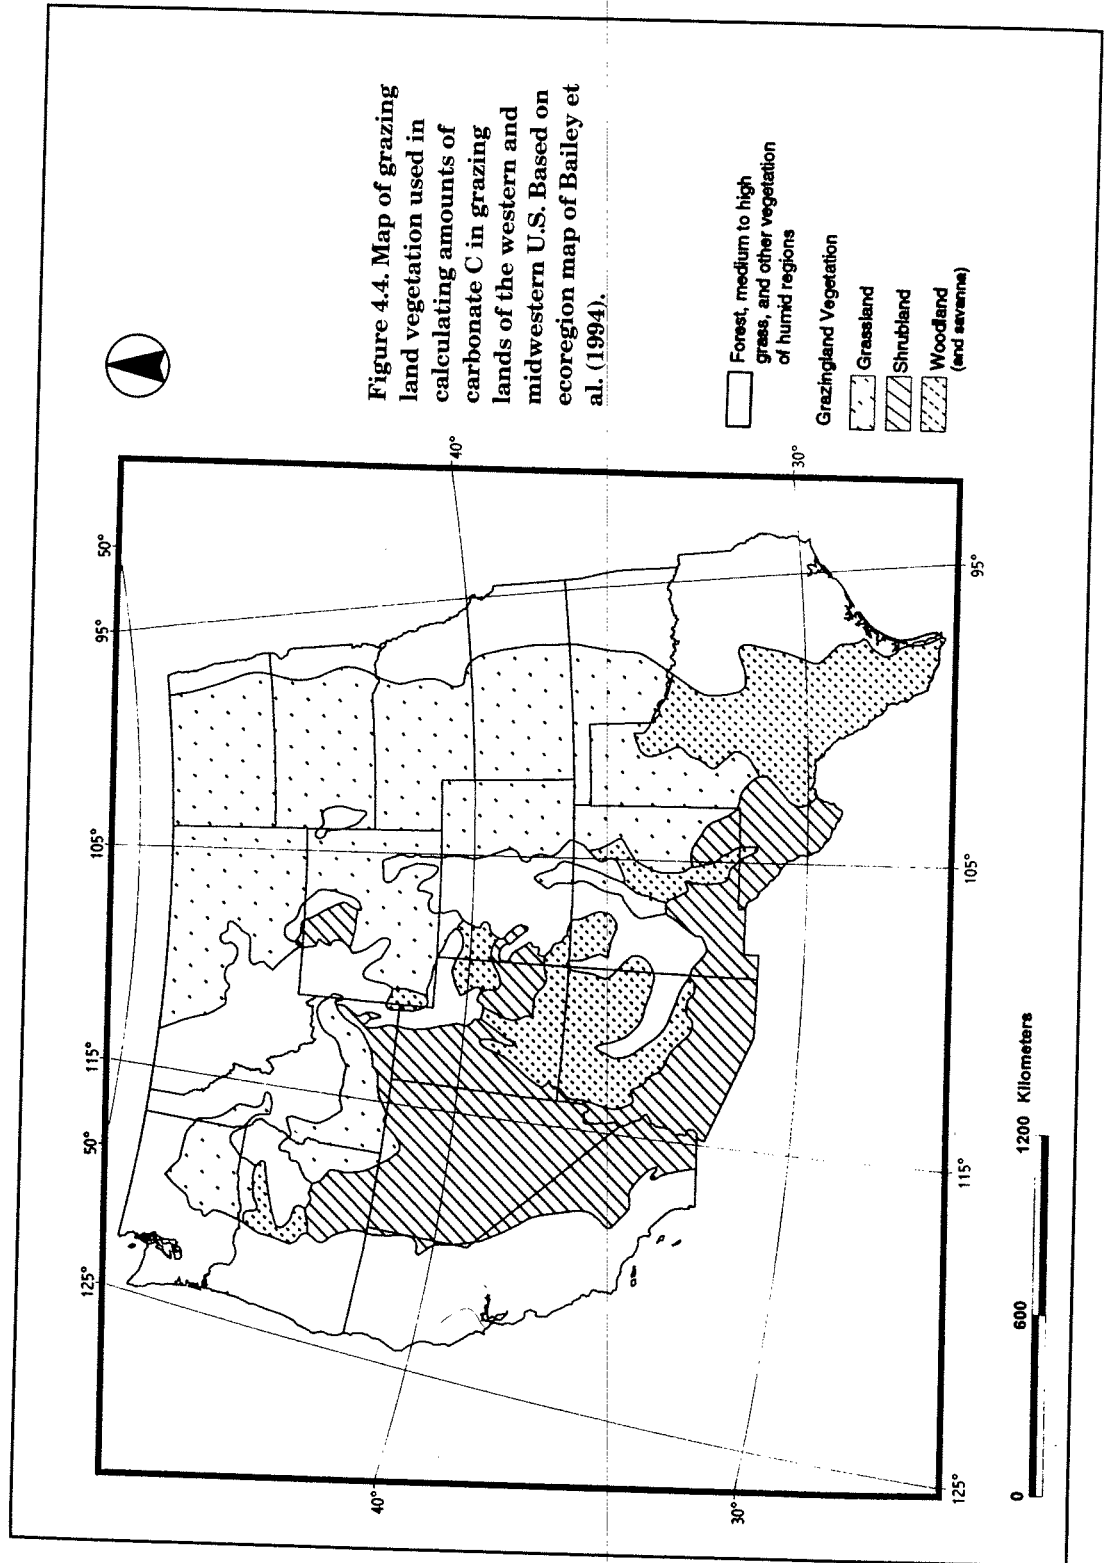 Figure 4.4. Map of grazing
land vegetation used in
calculating amounts of
carbonate C in grazing
lands of the western and
midwestern U.S. Based on
ecoregion map of Bailey et
al. (1994).
Forest, medium to high
grass, and other vegetation
of humid regions
Grazingland Vegetation
Grassland
Shrubland
Woodland
(and savanna)
125°
50°
115°
105°
95°
50°
40°
40°
30°
30°
125°
115°
105°
95°
0
600
1200 Kilometers